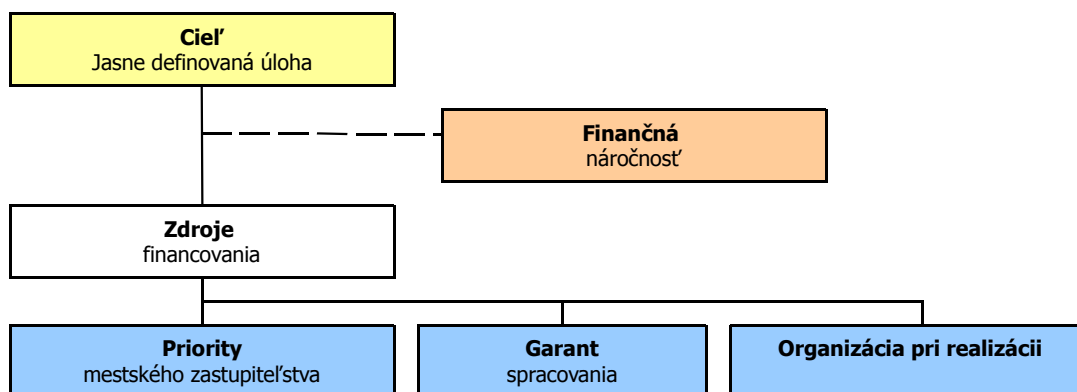 Cieľ
Jasne definovaná úloha
Finančná
náročnosť
Zdroje
financovania
Priority
mestského zastupiteľstva
Garant
spracovania
Organizácia pri realizácii